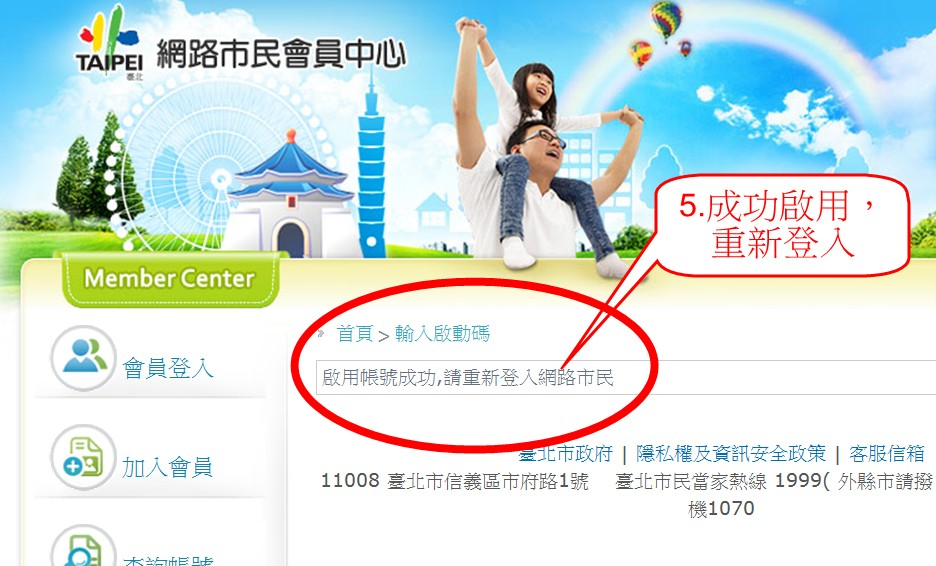 TAIPEI
臺北
網路市民會員中心
5.成功啟用，
重新登入
Member Center
» 首頁 > 輸入啟動碼
會員登入
啟用帳號成功,請重新登入網路市民
加入會員
臺北市政府 | 隱私權及資訊安全政策 | 客服信箱
11008 臺北市信義區市府路1號 臺北市民當家熱線 1999( 外縣市請撥
機1070
查詢帳號